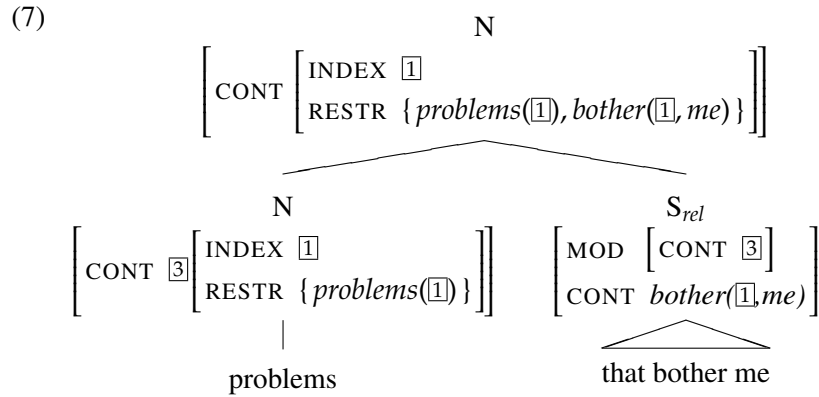 (7)
N
[CONT [INDEX 1
RESTR {problems(1), bother(1, me)}]]
N
[CONT 3 [INDEX 1
RESTR {problems(1)}]]
S_rel
[MOD [CONT 3]
CONT bother(1,me)]
problems
that bother me